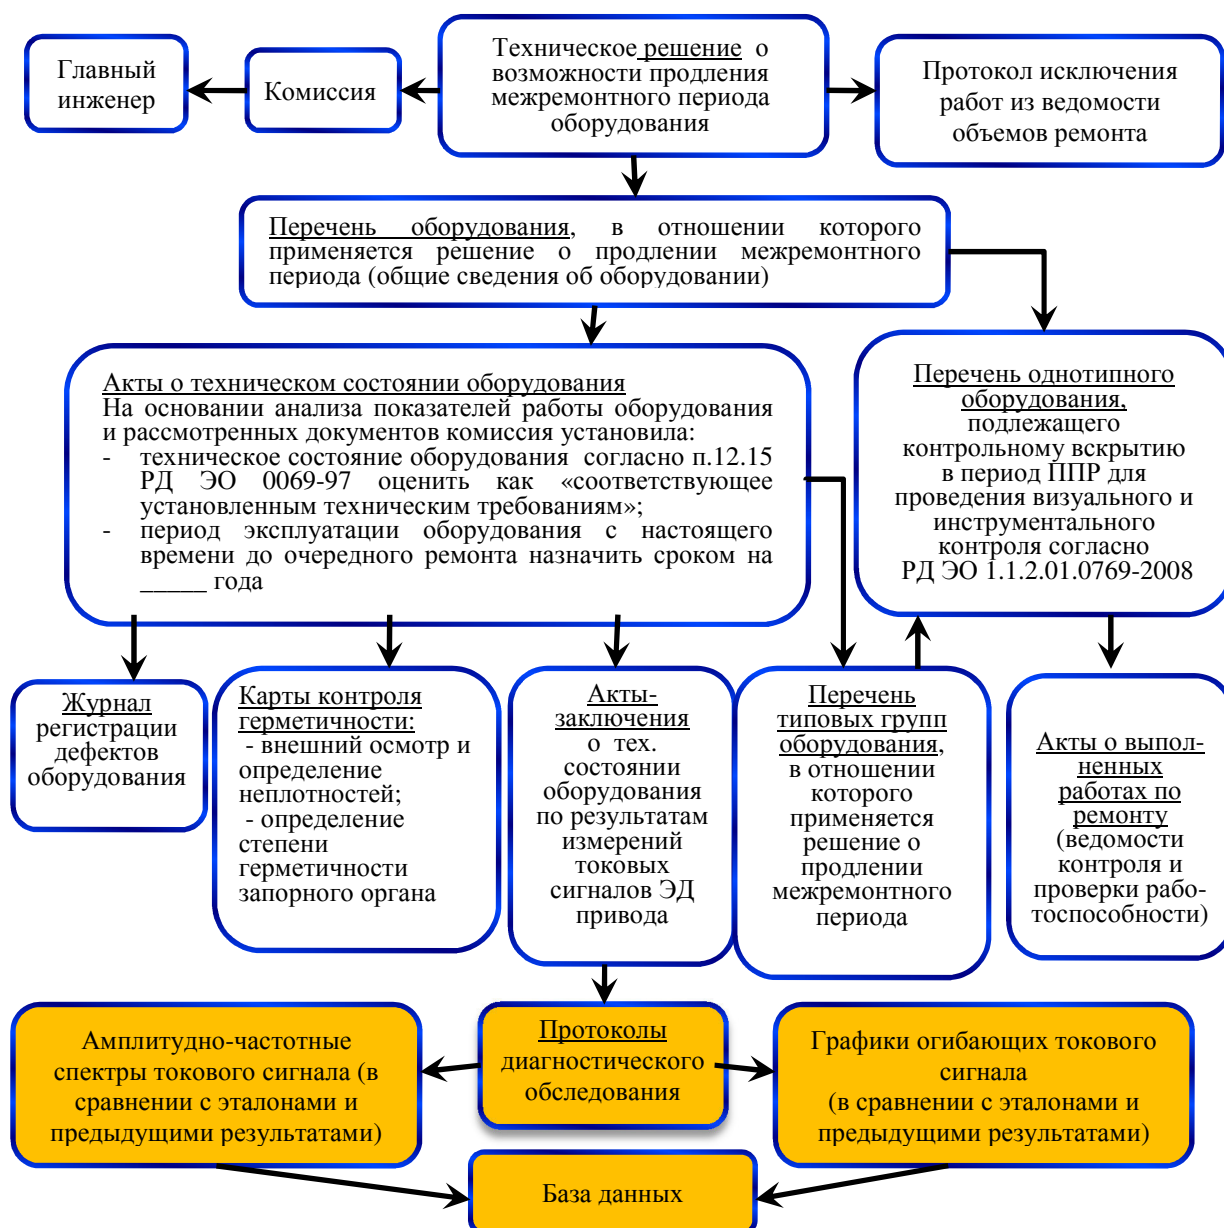 Главный
инженер
Комиссия
Техническое решение о
возможности продления
межремонтного периода
оборудования
Протокол исключения
работ из ведомости
объемов ремонта
Перечень оборудования, в отношении которого
применяется решение о продлении межремонтного
периода (общие сведения об оборудовании)
Акты о техническом состоянии оборудования
На основании анализа показателей работы оборудования
и рассмотренных документов комиссия установила:
- техническое состояние оборудования согласно п.12.15
РД ЭО 0069-97 оценить как «соответствующее
установленным техническим требованиям»;
- период эксплуатации оборудования с настоящего
времени до очередного ремонта назначить сроком на
_____ года
Перечень однотипного
оборудования,
подлежащего
контрольному вскрытию
в период ППР для
проведения визуального и
инструментального
контроля согласно
РД ЭО 1.1.2.01.0769-2008
Журнал
регистрации
дефектов
оборудования
Карты контроля
герметичности:
- внешний осмотр и
определение
неплотностей;
- определение
степени
герметичности
запорного органа
Акты-
заключения
о тех.
состоянии
оборудования
по результатам
измерений
токовых
сигналов ЭД
привода
Перечень
типовых групп
оборудования,
в отношении
которого
применяется
решение о
продлении
межремонтного
периода
Акты о выпол-
ненных
работах по
ремонту
(ведомости
контроля и
проверки рабо-
тоспособности)
Амплитудно-частотные
спектры токового сигнала (в
сравнении с эталонами и
предыдущими результатами)
Протоколы
диагностического
обследования
Графики огибающих токового
сигнала
(в сравнении с эталонами и
предыдущими результатами)
База данных